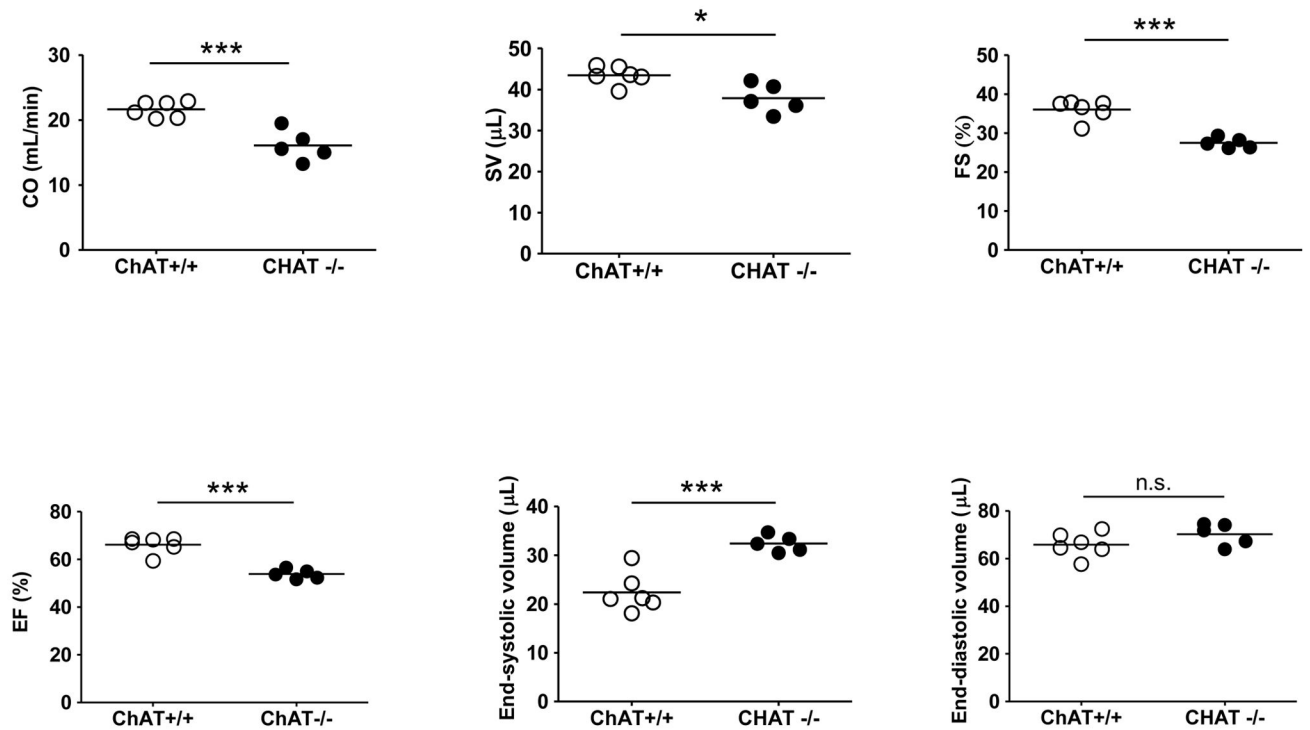 ***
CO (mL/min)
30
20
10
0
ChAT+/+ CHAT -/-
*
SV (µL)
50
40
30
20
10
0
ChAT+/+ CHAT -/-
***
FS (%)
50
40
30
20
10
0
ChAT+/+ CHAT -/-
***
EF (%)
80
60
40
20
0
ChAT+/+ ChAT-/-
***
End-systolic volume (µL)
40
30
20
10
0
ChAT+/+ CHAT -/-
n.s.
End-diastolic volume (µL)
80
60
40
20
0
ChAT+/+ CHAT -/-